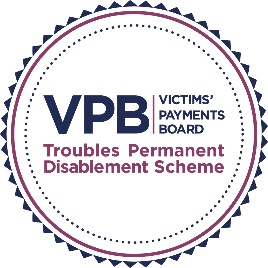 VPB
VICTIMS'
PAYMENTS
BOARD
Troubles Permanent
Disablement Scheme